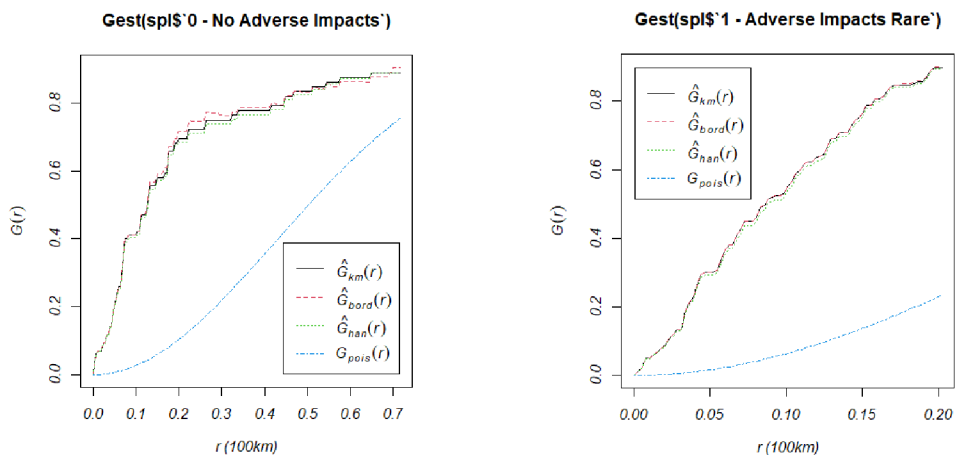 Gest(spl$`0 - No Adverse Impacts`)
G(r)
0.0 0.2 0.4 0.6 0.8
Ĝkm(r)
Ĝbord(r)
Ĝhan(r)
Gpois(r)
0.0 0.1 0.2 0.3 0.4 0.5 0.6 0.7
r (100km)
Gest(spl$`1 - Adverse Impacts Rare`)
G(r)
0.0 0.2 0.4 0.6 0.8
Ĝkm(r)
Ĝbord(r)
Ĝhan(r)
Gpois(r)
0.00 0.05 0.10 0.15 0.20
r (100km)